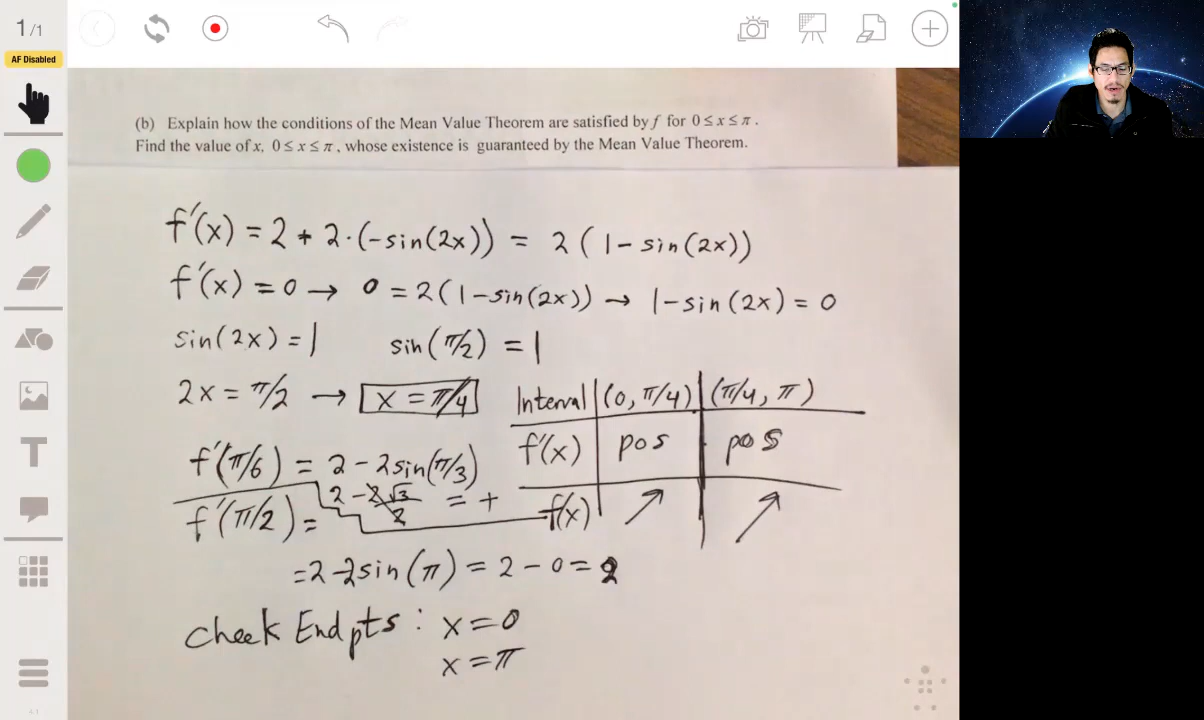 1/1
AF Disabled
(b) Explain how the conditions of the Mean Value Theorem are satisfied by f for 0 ≤ x ≤ π.
Find the value of x, 0 ≤ x ≤ π, whose existence is guaranteed by the Mean Value Theorem.
f'(x) = 2 + 2·(-sin(2x)) = 2(1-sin(2x))
f'(x) = 0 → 0 = 2(1-sin(2x)) → 1-sin(2x) = 0
sin(2x) = 1 sin(π/2) = 1
2x = π/2 → x = π/4
Interval (0, π/4) (π/4, π)
f'(x) pos pos
f(x) ↗ ↗
f'(π/6) = 2 - 2sin(π/3)
2 - 2 √3/2 = +
f'(π/2) =
= 2 - 2sin(π) = 2 - 0 = 2
Check Endpts: x = 0
x = π
T